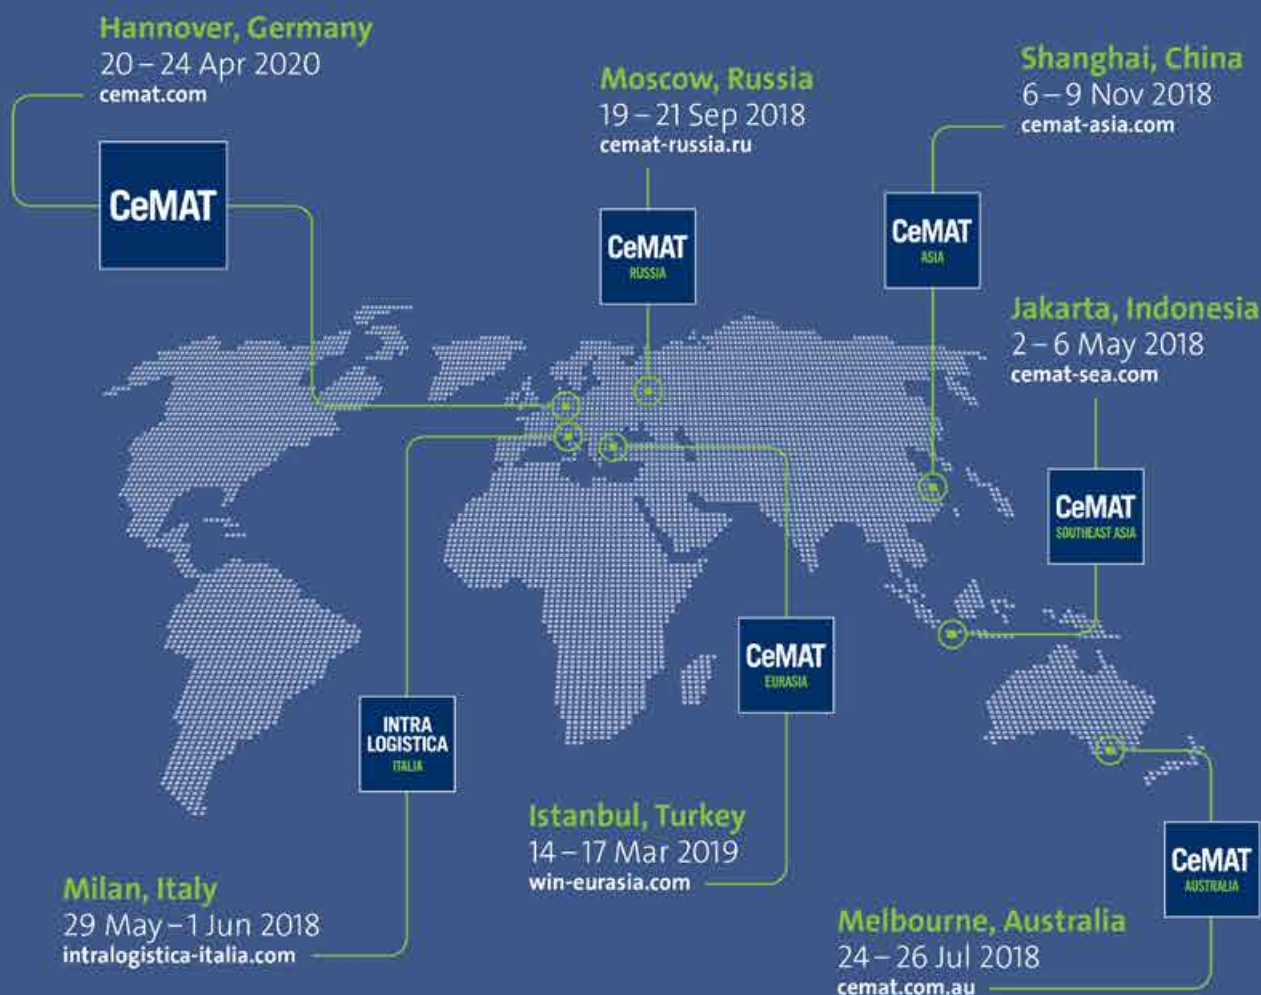 Hannover, Germany
20 – 24 Apr 2020
cemat.com
CeMAT
Moscow, Russia
19 – 21 Sep 2018
cemat-russia.ru
CeMAT
RUSSIA
Shanghai, China
6 – 9 Nov 2018
cemat-asia.com
CeMAT
ASIA
Jakarta, Indonesia
2 – 6 May 2018
cemat-sea.com
CeMAT
SOUTHEAST ASIA
CeMAT
EURASIA
Istanbul, Turkey
14 – 17 Mar 2019
win-eurasia.com
INTRA
LOGISTICA
ITALIA
Milan, Italy
29 May – 1 Jun 2018
intralogistica-italia.com
CeMAT
AUSTRALIA
Melbourne, Australia
24 – 26 Jul 2018
cemat.com.au